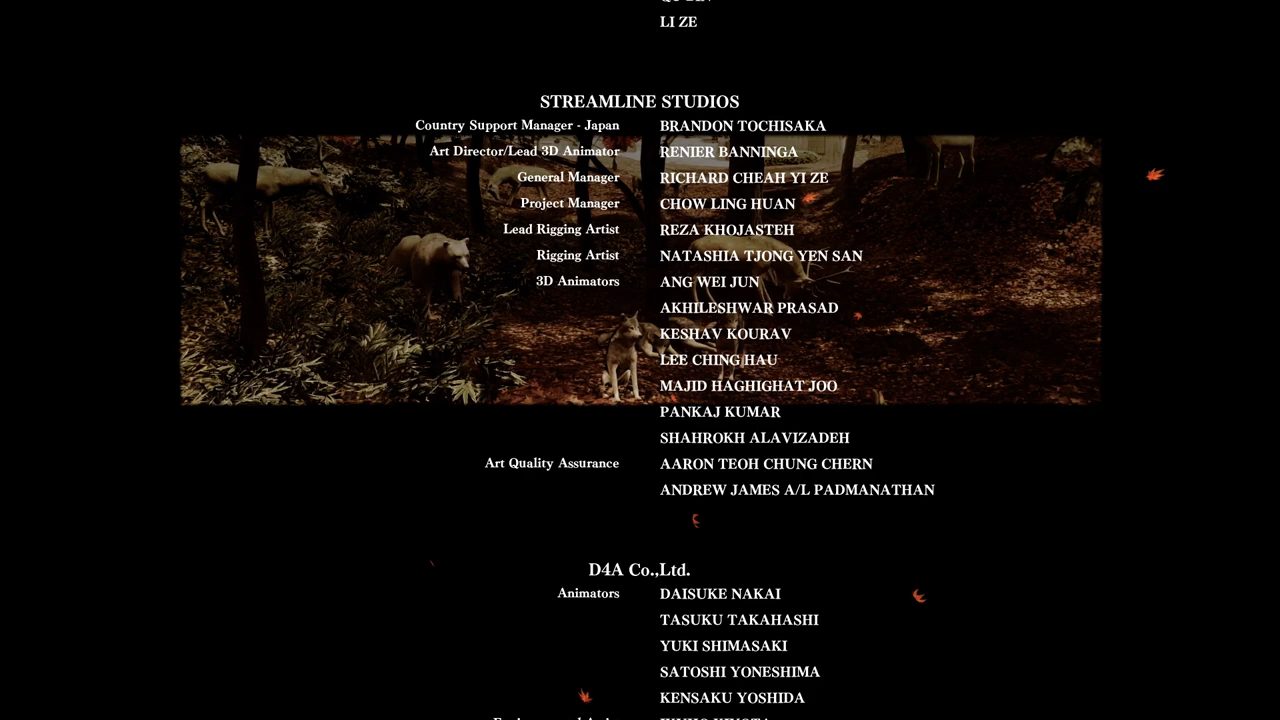 LI ZE
STREAMLINE STUDIOS
Country Support Manager - Japan BRANDON TOCHISAKA
Art Director/Lead 3D Animator RENIER BANNINGA
General Manager RICHARD CHEAH YI ZE
Project Manager CHOW LING HUAN
Lead Rigging Artist REZA KHOJASTEH
Rigging Artist NATASHIA TJONG YEN SAN
3D Animators ANG WEI JUN
AKHILESHWAR PRASAD
KESHAV KOURAV
LEE CHING HAU
MAJID HAGHIGHAT JOO
PANKAJ KUMAR
SHAHROKH ALAVIZADEH
Art Quality Assurance AARON TEOH CHUNG CHERN
ANDREW JAMES A/L PADMANATHAN
D4A Co.,Ltd.
Animators DAISUKE NAKAI
TASUKU TAKAHASHI
YUKI SHIMASAKI
SATOSHI YONESHIMA
KENSAKU YOSHIDA